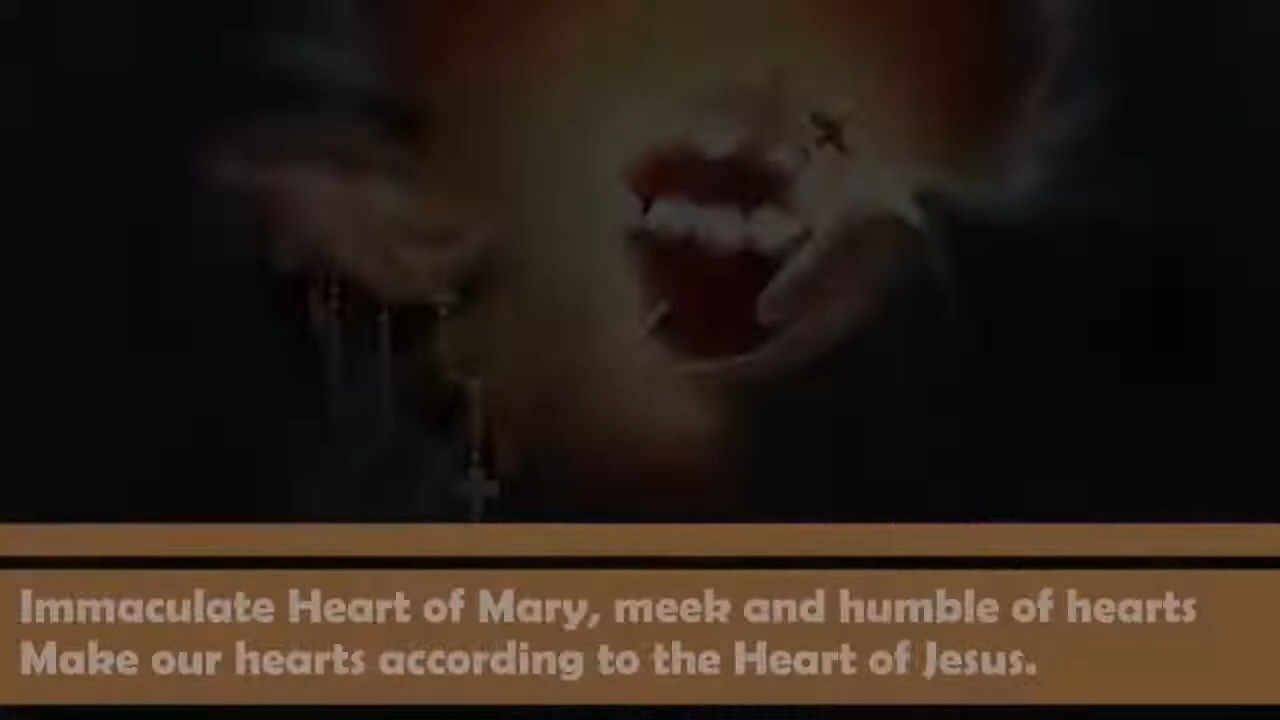 Immaculate Heart of Mary, meek and humble of hearts
Make our hearts according to the Heart of Jesus.